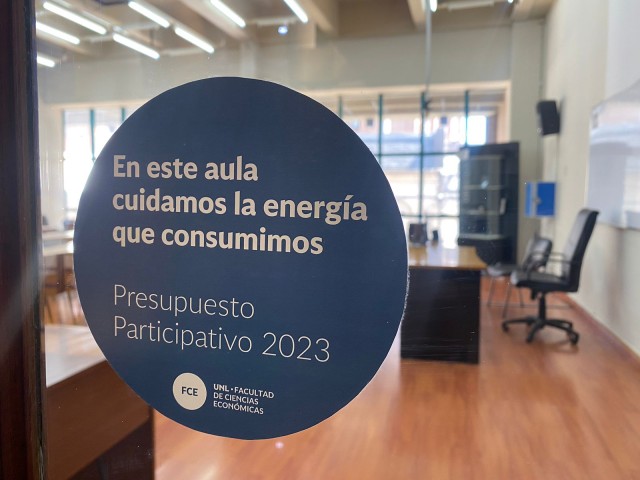 En este aula
cuidamos la energía
que consumimos
Presupuesto
Participativo 2023
FCE
UNL • FACULTAD
DE CIENCIAS
ECONÓMICAS